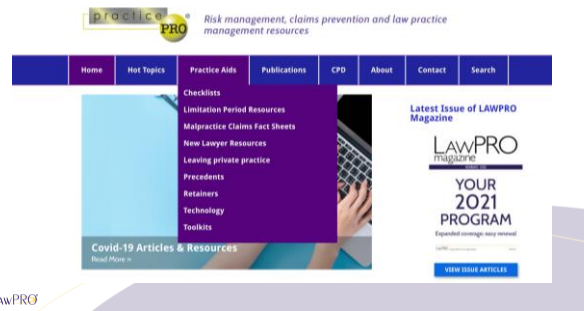 practice
PRO
Risk management, claims prevention and law practice
management resources
Home Hot Topics Practice Aids Publications CPD About Contact Search
Checklists
Limitation Period Resources
Malpractice Claims Fact Sheets
New Lawyer Resources
Leaving private practice
Precedents
Retainers
Technology
Toolkits
Covid-19 Articles & Resources
Read More »
Latest Issue of LAWPRO
Magazine
LAWPRO
magazine
YOUR
2021
PROGRAM
Expanded coverage; easy renewal
VIEW ISSUE ARTICLES
AWPRO